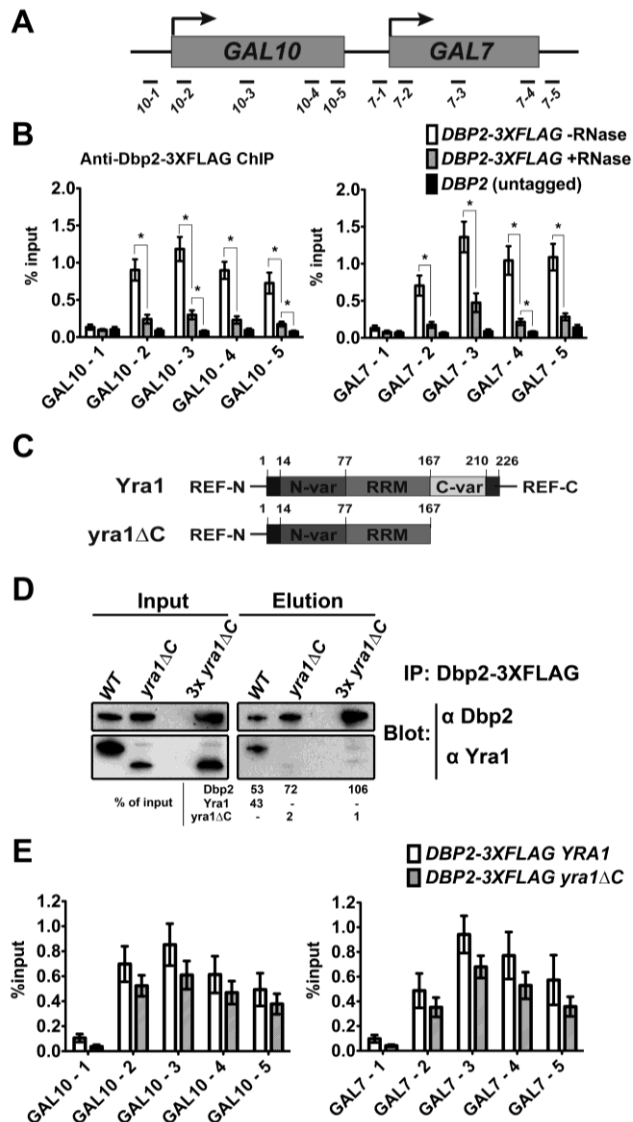 A
GAL10
GAL7
10-1 10-2 10-3 10-4 10-5 7-1 7-2 7-3 7-4 7-5
B
DBP2-3XFLAG -RNase
DBP2-3XFLAG +RNase
DBP2 (untagged)
Anti-Dbp2-3XFLAG ChIP
% input
2.0
1.5
1.0
0.5
0.0
* * * * * *
GAL10 - 1 GAL10 - 2 GAL10 - 3 GAL10 - 4 GAL10 - 5
% input
2.0
1.5
1.0
0.5
0.0
* * * * *
GAL7 - 1 GAL7 - 2 GAL7 - 3 GAL7 - 4 GAL7 - 5
C
1 14 77 167 210 226
Yra1 REF-N N-var RRM C-var REF-C
1 14 77 167
yra1ΔC REF-N N-var RRM
D
Input Elution
WT yra1ΔC 3x yra1ΔC WT yra1ΔC 3x yra1ΔC
IP: Dbp2-3XFLAG
Blot:
α Dbp2
α Yra1
% of input
Dbp2 53 72 106
Yra1 43 - -
yra1ΔC - 2 1
E
DBP2-3XFLAG YRA1
DBP2-3XFLAG yra1ΔC
%input
1.2
1.0
0.8
0.6
0.4
0.2
0.0
GAL10 - 1 GAL10 - 2 GAL10 - 3 GAL10 - 4 GAL10 - 5
%input
1.2
1.0
0.8
0.6
0.4
0.2
0.0
GAL7 - 1 GAL7 - 2 GAL7 - 3 GAL7 - 4 GAL7 - 5